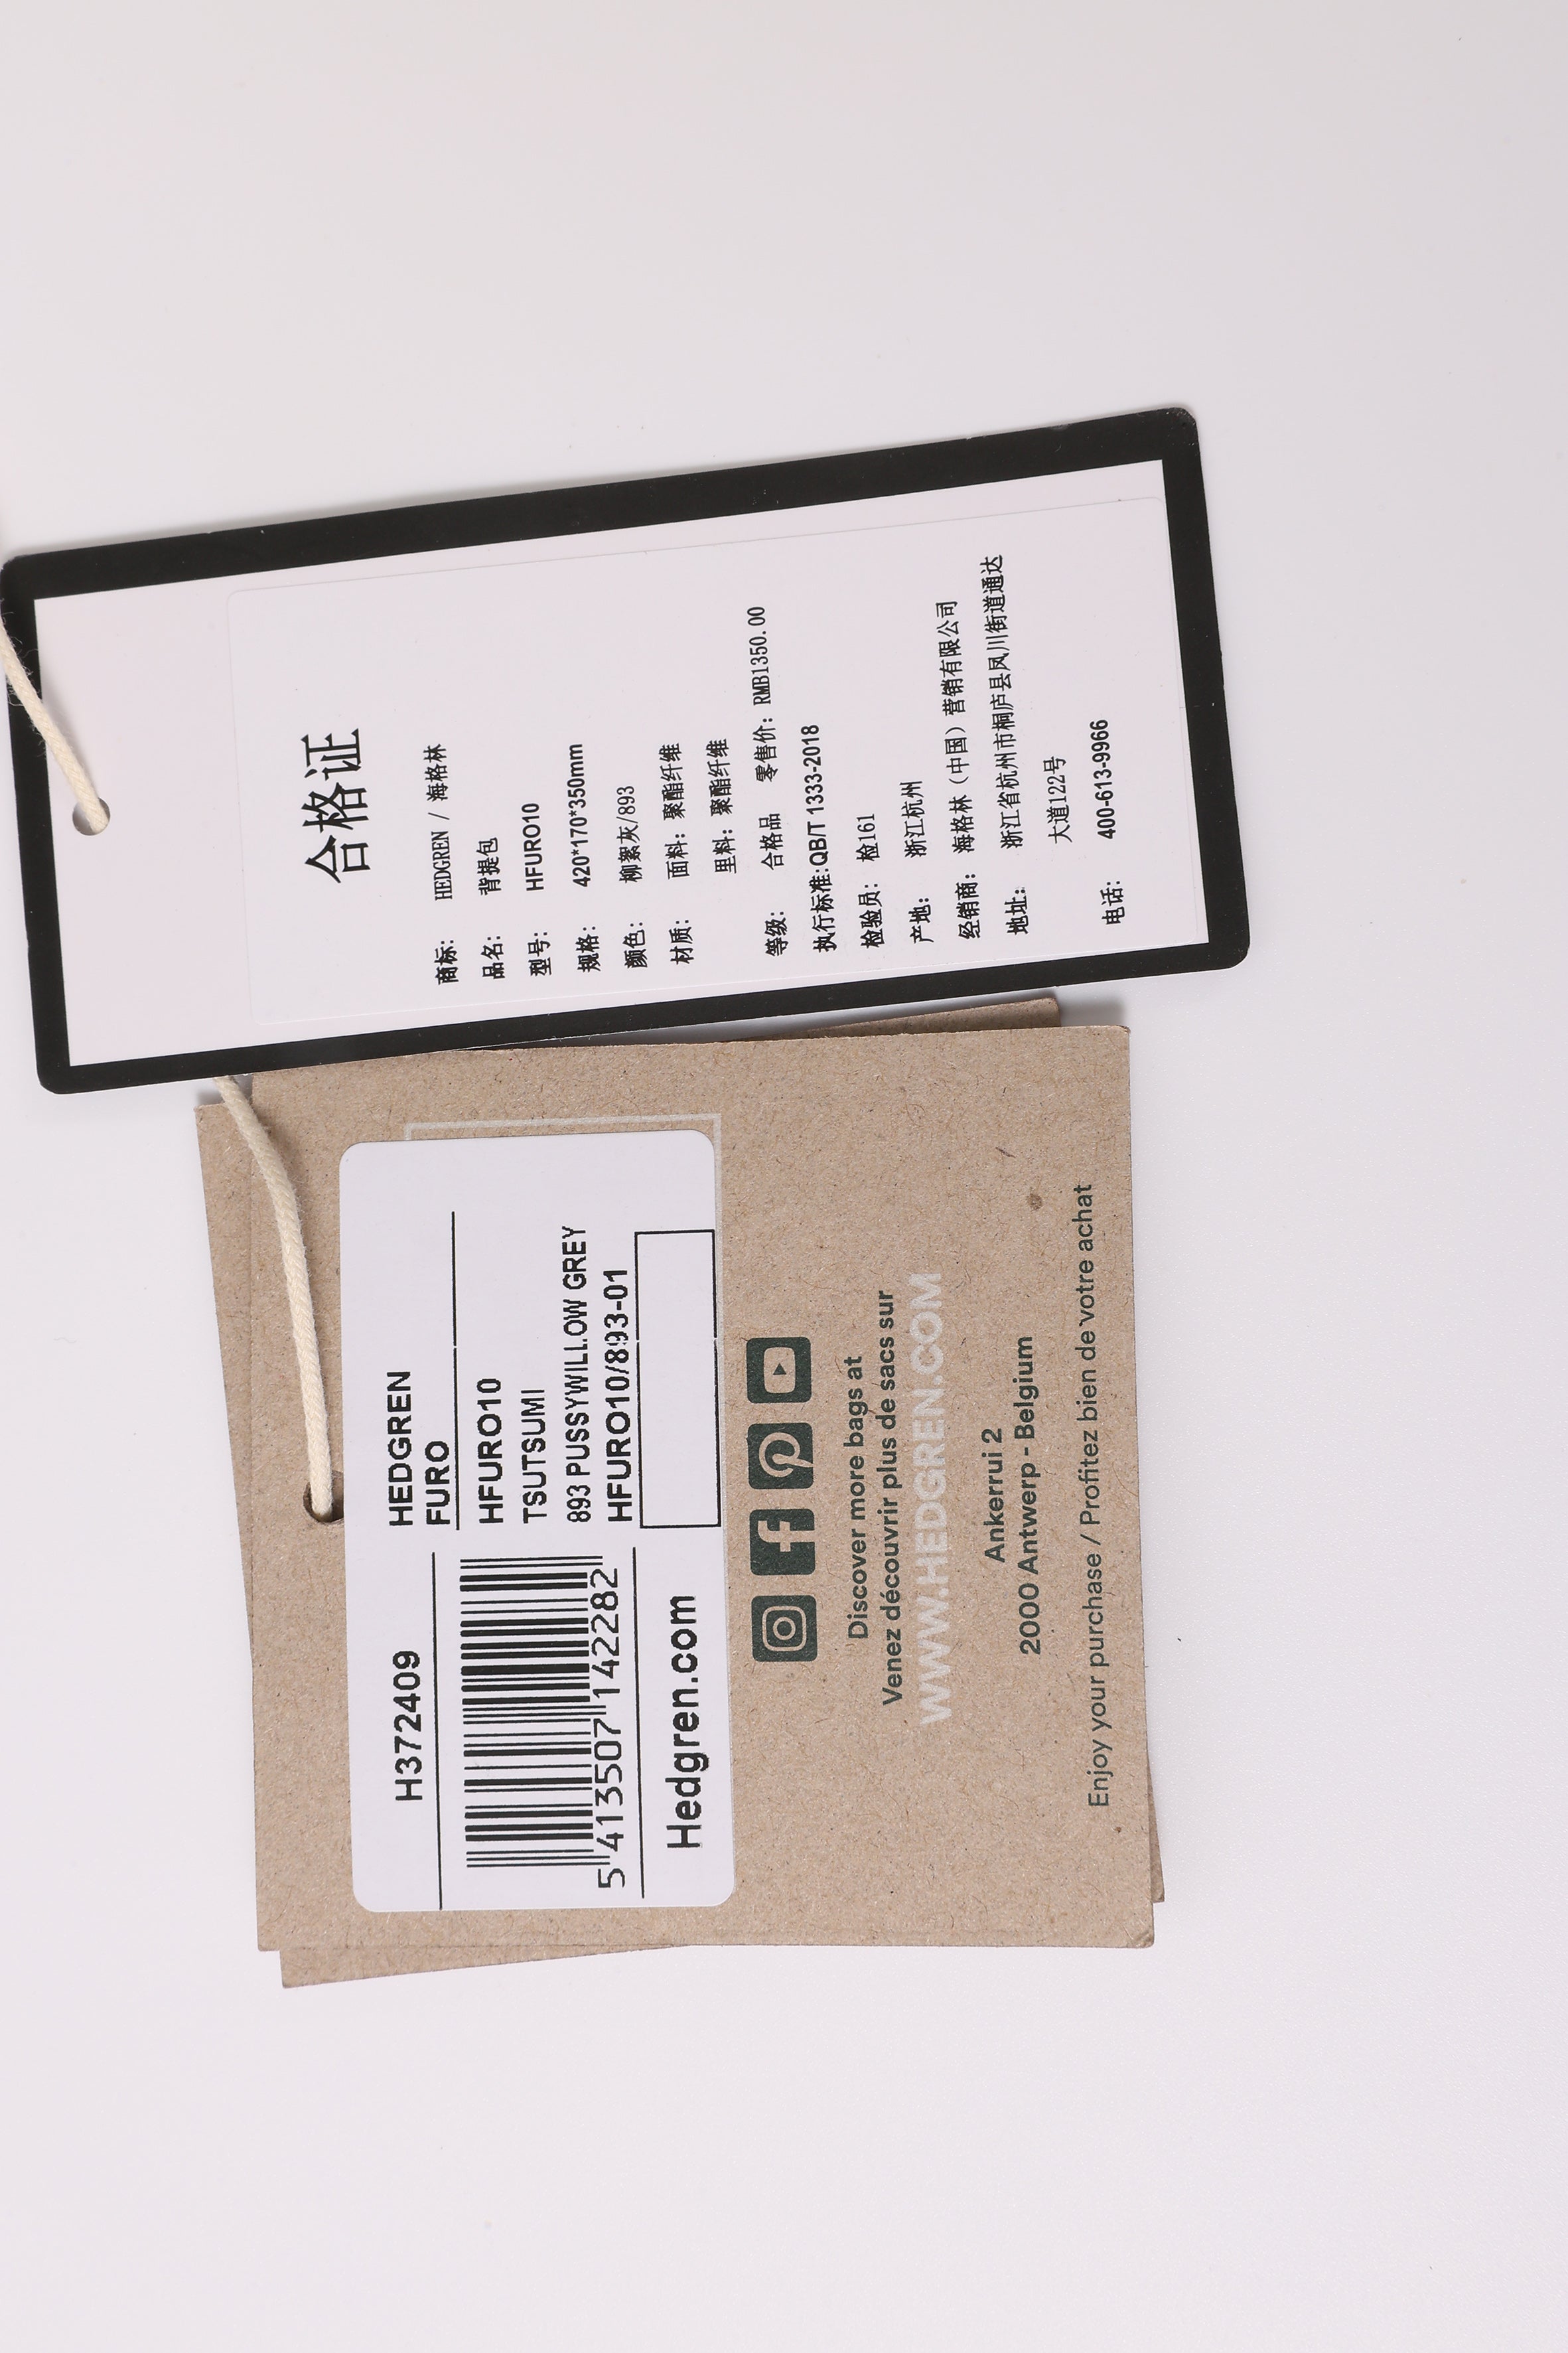 合格证
商标: HEDGREN / 海格林
品名: 背提包
型号: HFURO10
规格: 420*170*350mm
颜色: 柳絮灰/893
材质: 面料: 聚酯纤维
里料: 聚酯纤维
等级: 合格品 零售价: RMB1350.00
执行标准:QB/T 1333-2018
检验员: 检161
产地: 浙江杭州
经销商: 海格林(中国)营销有限公司
地址: 浙江省杭州市桐庐县凤川街道通达
大道122号
电话: 400-613-9966
H372409
5 413507 142282
Hedgren.com
HEDGREN
FURO
HFURO10
TSUTSUMI
893 PUSSYWILLOW GREY
HFURO10/893-01
Discover more bags at
Venez découvrir plus de sacs sur
WWW.HEDGREN.COM
Ankerrui 2
2000 Antwerp - Belgium
Enjoy your purchase / Profitez bien de votre achat